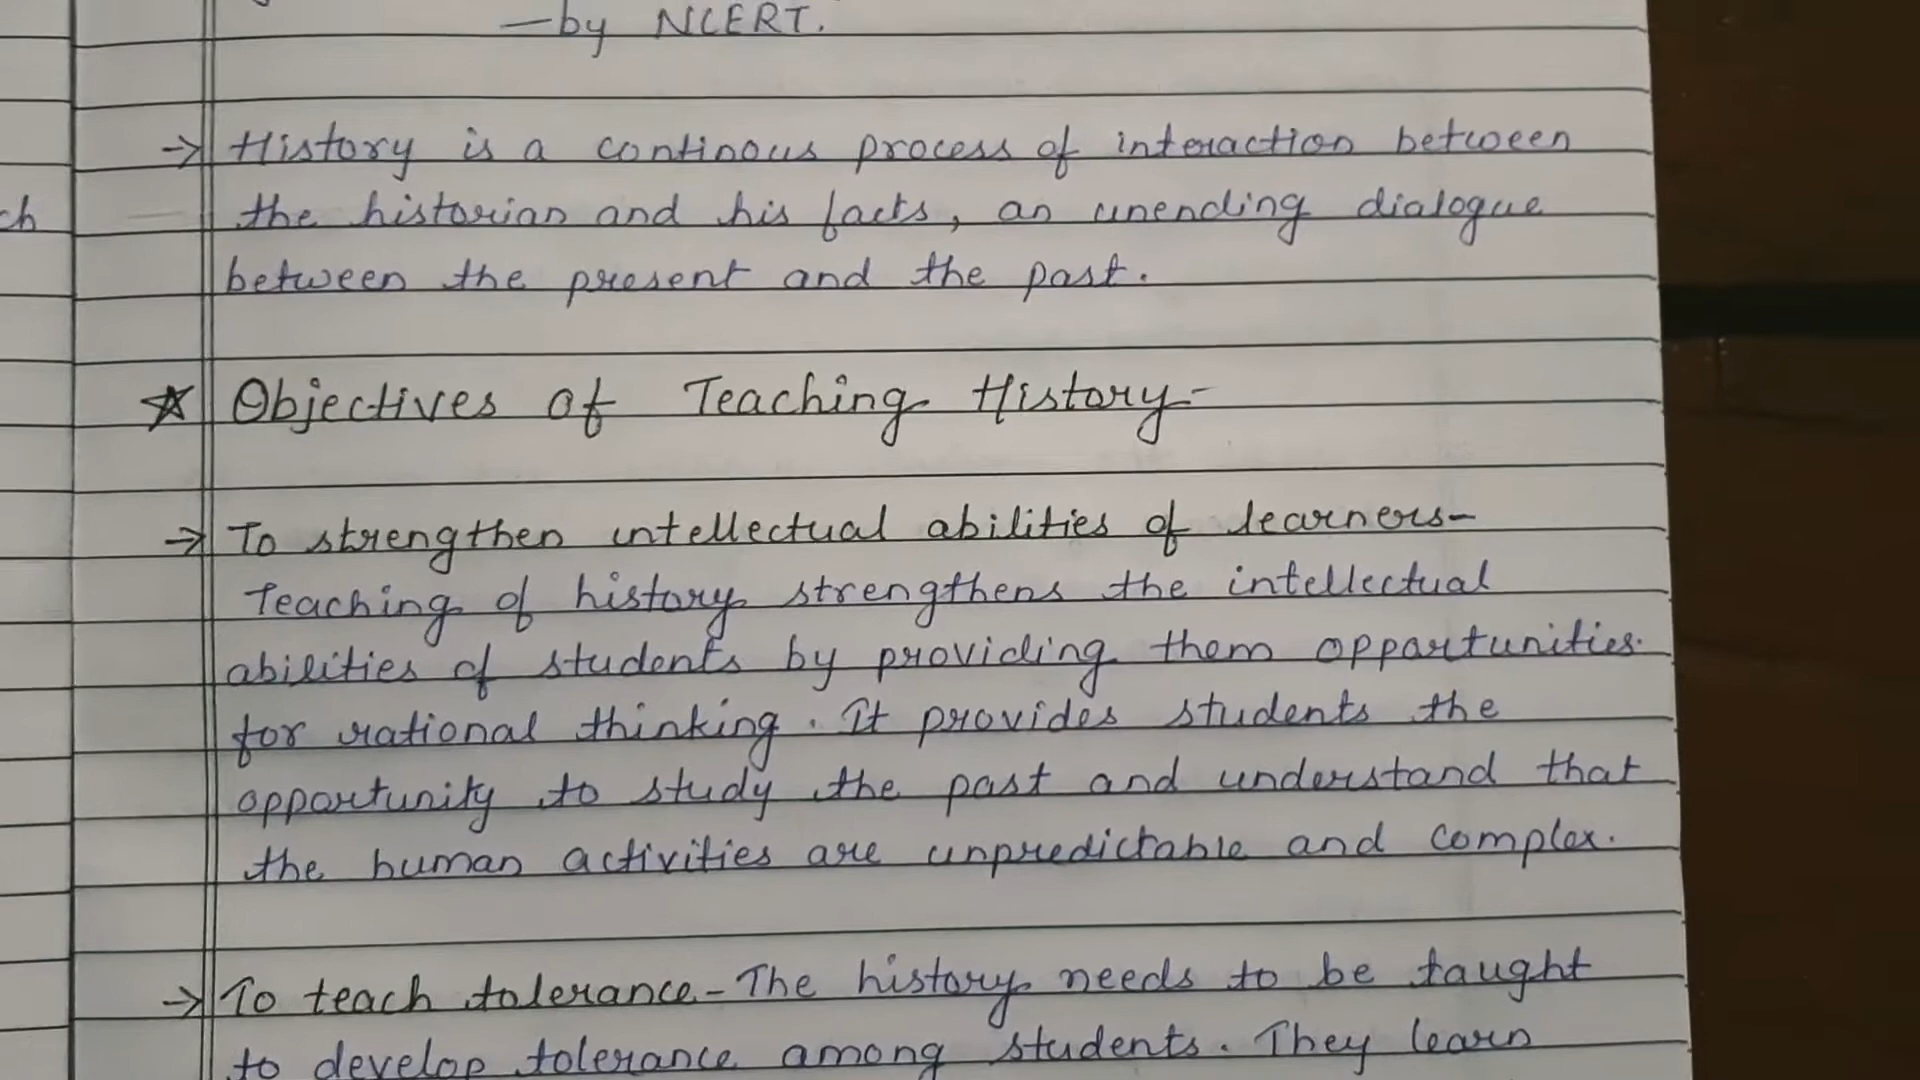 —by NCERT.
→ History is a continous process of interaction between
the historian and his facts, an unending dialogue
between the present and the past.
☆ Objectives of Teaching History-
→ To strengthen intellectual abilities of learners-
Teaching of history strengthens the intellectual
abilities of students by providing them opportunities
for rational thinking. It provides students the
opportunity to study the past and understand that
the human activities are unpredictable and complex.
→ To teach tolerance - The history needs to be taught
to develop tolerance among students. They learn
ch